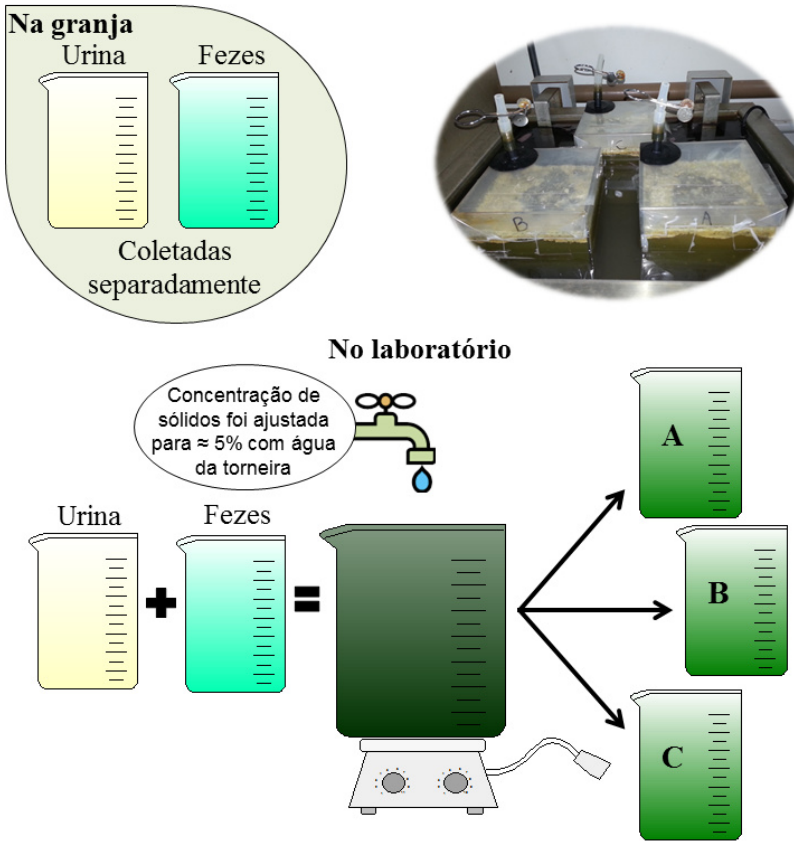 Na granja
Urina
Fezes
Coletadas
separadamente
B
C
A
No laboratório
Concentração de
sólidos foi ajustada
para ≈ 5% com água
da torneira
Urina
Fezes
A
B
C